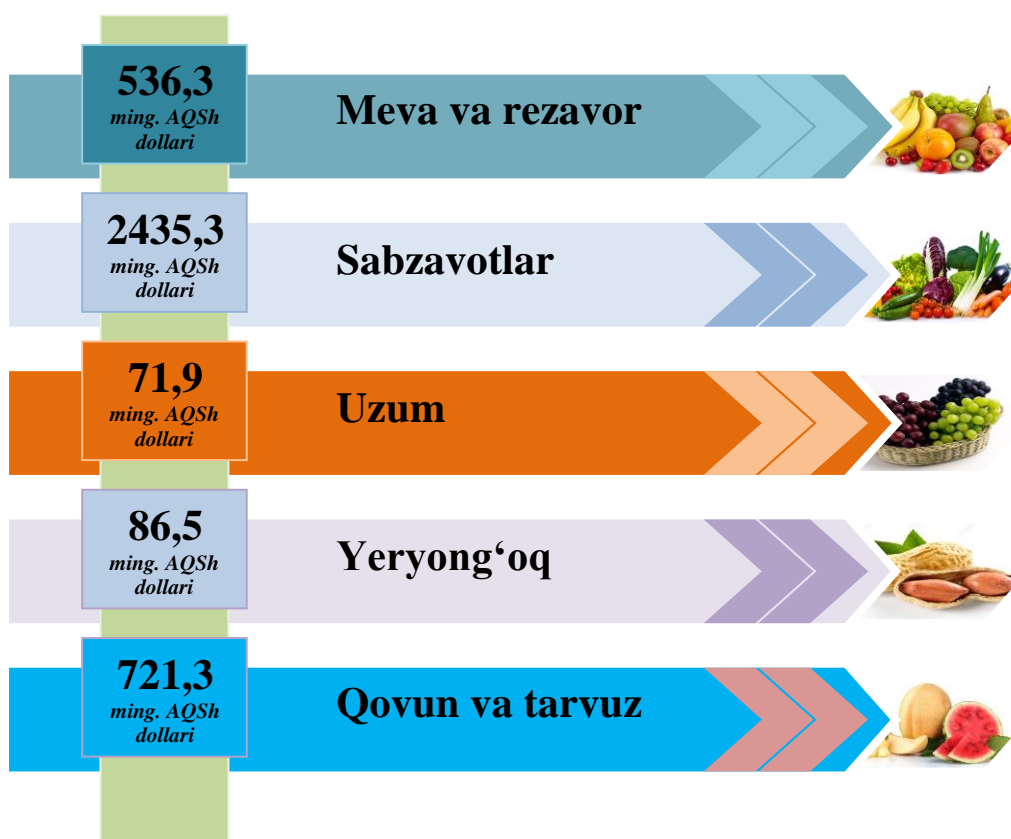 536,3
ming. AQSh
dollari
Meva va rezavor
2435,3
ming. AQSh
dollari
Sabzavotlar
71,9
ming. AQSh
dollari
Uzum
86,5
ming. AQSh
dollari
Yeryong‘oq
721,3
ming. AQSh
dollari
Qovun va tarvuz